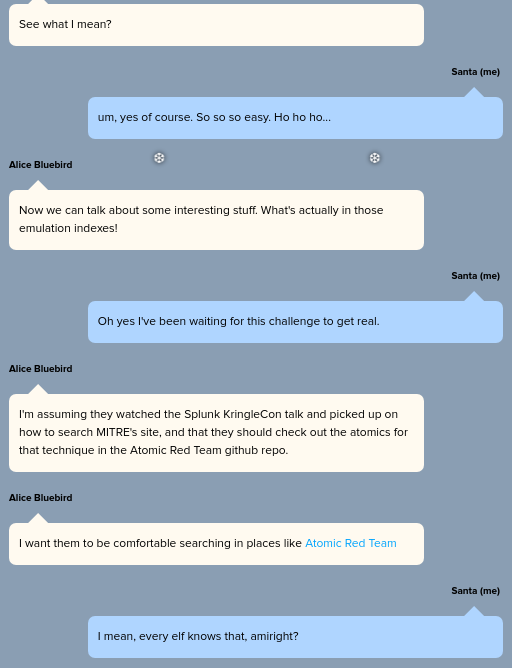 See what I mean?
Santa (me)
um, yes of course. So so so easy. Ho ho ho...
Alice Bluebird
Now we can talk about some interesting stuff. What's actually in those
emulation indexes!
Santa (me)
Oh yes I've been waiting for this challenge to get real.
Alice Bluebird
I'm assuming they watched the Splunk KringleCon talk and picked up on
how to search MITRE's site, and that they should check out the atomics for
that technique in the Atomic Red Team github repo.
Alice Bluebird
I want them to be comfortable searching in places like Atomic Red Team
Santa (me)
I mean, every elf knows that, amiright?